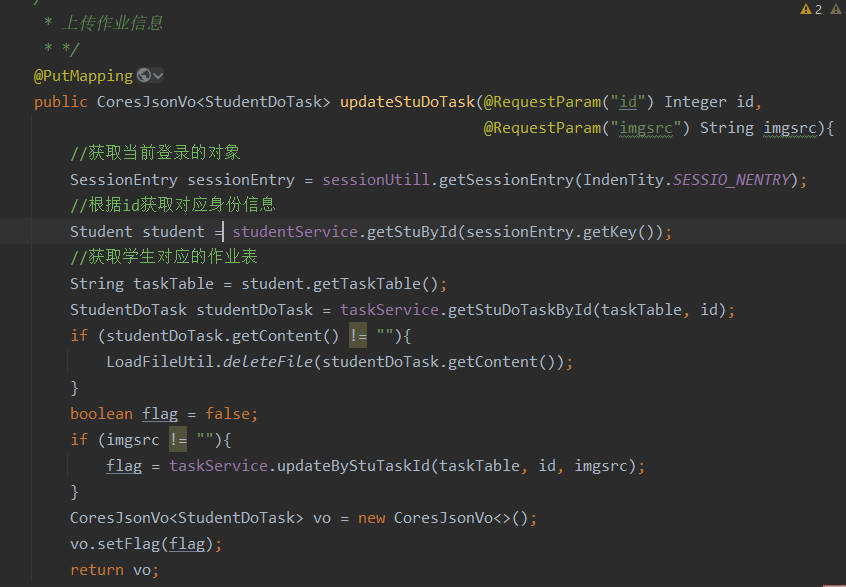 2
* 上传作业信息
* */
@PutMapping
public CoresJsonVo<StudentDoTask> updateStuDoTask(@RequestParam("id") Integer id,
@RequestParam("imgsrc") String imgsrc){
//获取当前登录的对象
SessionEntry sessionEntry = sessionUtill.getSessionEntry(IndenTity.SESSIO_NENTRY);
//根据id获取对应身份信息
Student student = studentService.getStuById(sessionEntry.getKey());
//获取学生对应的作业表
String taskTable = student.getTaskTable();
StudentDoTask studentDoTask = taskService.getStuDoTaskById(taskTable, id);
if (studentDoTask.getContent() != ""){
LoadFileUtil.deleteFile(studentDoTask.getContent());
}
boolean flag = false;
if (imgsrc != ""){
flag = taskService.updateByStuTaskId(taskTable, id, imgsrc);
}
CoresJsonVo<StudentDoTask> vo = new CoresJsonVo<>();
vo.setFlag(flag);
return vo;